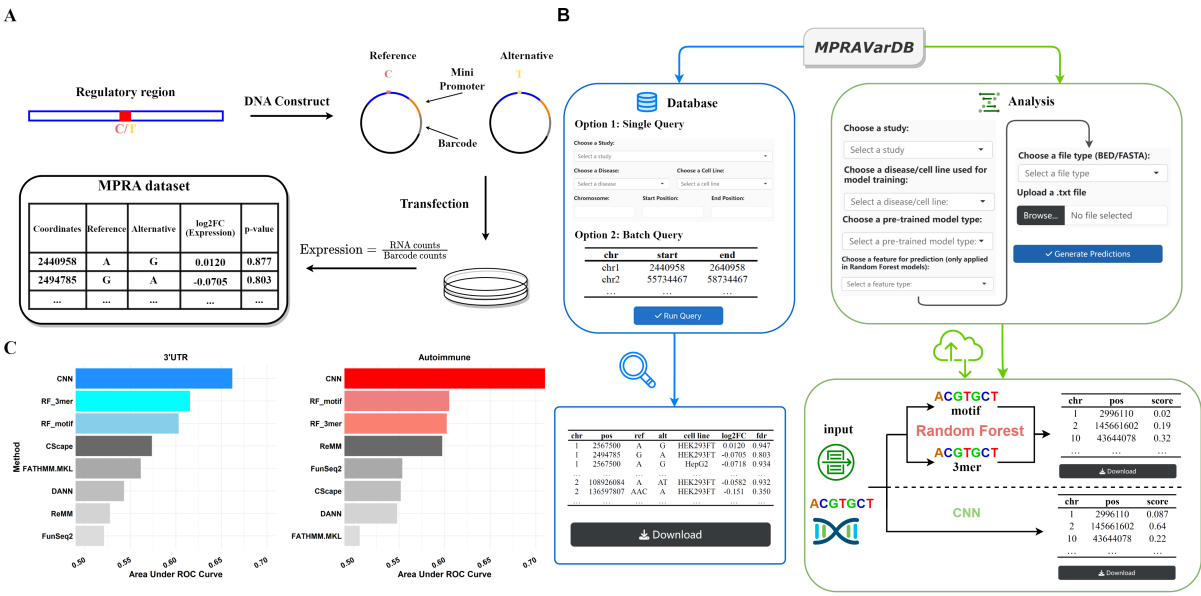 A
Regulatory region
C/T
DNA Construct
Reference
C
Mini
Promoter
Barcode
Alternative
T
Transfection
Expression = RNA counts
Barcode counts
MPRA dataset
Coordinates Reference Alternative log2FC (Expression) p-value
2440958 A G 0.0120 0.877
2494785 G A -0.0705 0.803
... ... ... ... ...
B
MPRAVarDB
Database
Option 1: Single Query
Choose a Study:
Select a study
Choose a Disease: Choose a Cell Line:
Select a disease Select a cell line
Chromosome: Start Position: End Position:
Option 2: Batch Query
chr start end
chr1 2440958 2640958
chr2 55734467 58734467
... ... ...
Run Query
chr pos ref alt cell line log2FC fdr
1 2567500 A G HEK293FT 0.0120 0.947
1 2494785 G A HEK293FT -0.0705 0.803
1 2567500 A G HepG2 -0.0718 0.934
... ... ... ... ... ...
2 108926084 A AT HEK293FT -0.0582 0.932
2 136597807 AAC A HEK293FT -0.151 0.350
... ... ... ... ... ... ...
Download
Analysis
Choose a study:
Select a study
Choose a disease/cell line used for
model training:
Select a disease/cell line:
Choose a pre-trained model type:
Select a pre-trained model type:
Choose a feature for prediction (only applied
in Random Forest models):
Select a feature type:
Choose a file type (BED/FASTA):
Select a file type
Upload a .txt file
Browse... No file selected
Generate Predictions
input
ACGTGCT
ACGTGCT
motif
Random Forest
ACGTGCT
3mer
CNN
chr pos score
1 2996110 0.02
2 145661602 0.19
10 43644078 0.32
... ... ...
Download
chr pos score
1 2996110 0.087
2 145661602 0.64
10 43644078 0.22
... ... ...
Download
C
3'UTR
Method
CNN
RF_3mer
RF_motif
CScape
FATHMM.MKL
DANN
ReMM
FunSeq2
0.50 0.55 0.60 0.65 0.70
Area Under ROC Curve
Autoimmune
CNN
RF_motif
RF_3mer
ReMM
FunSeq2
CScape
DANN
FATHMM.MKL
0.50 0.55 0.60 0.65 0.70
Area Under ROC Curve